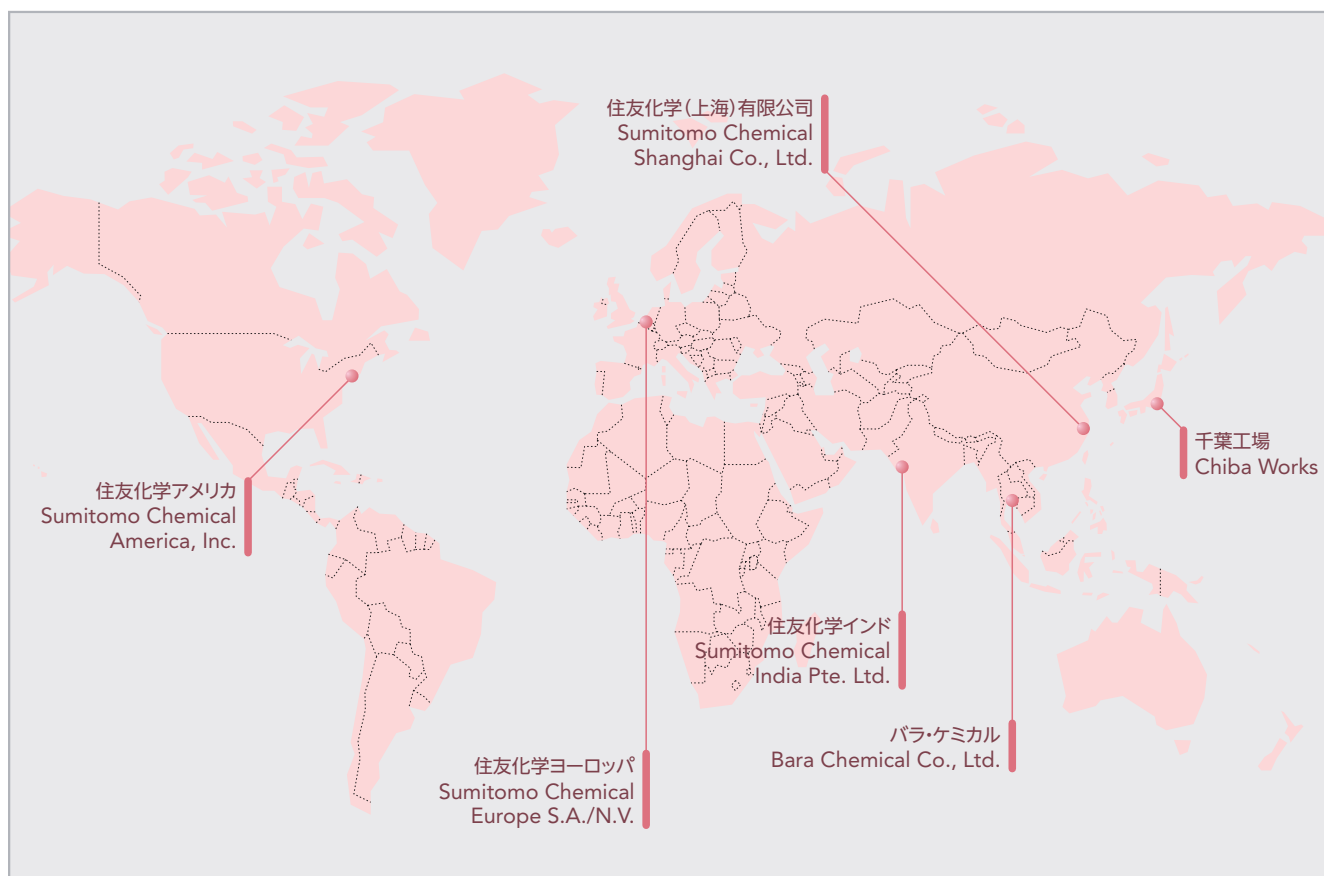 住友化学(上海)有限公司
Sumitomo Chemical
Shanghai Co., Ltd.
千葉工場
Chiba Works
住友化学アメリカ
Sumitomo Chemical
America, Inc.
住友化学インド
Sumitomo Chemical
India Pte. Ltd.
バラ・ケミカル
Bara Chemical Co., Ltd.
住友化学ヨーロッパ
Sumitomo Chemical
Europe S.A./N.V.